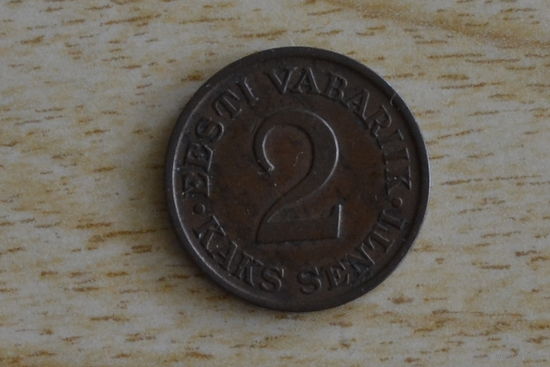 EESTI VABARIIK
2
· KAKS SENTI ·